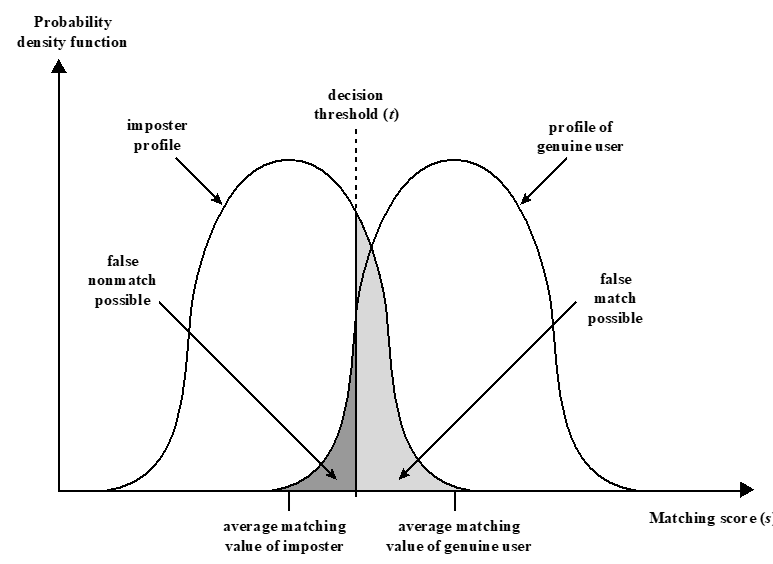 Probability
density function
decision
threshold (t)
imposter
profile
profile of
genuine user
false
nonmatch
possible
false
match
possible
average matching
value of imposter
average matching
value of genuine user
Matching score (s)